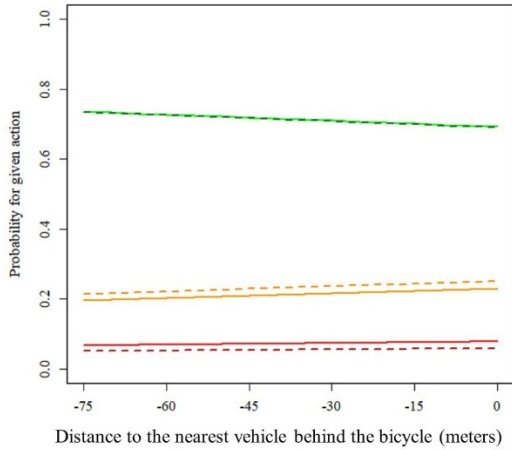 1.0
0.8
0.6
0.4
0.2
0.0
Probability for given action
-75 -60 -45 -30 -15 0
Distance to the nearest vehicle behind the bicycle (meters)